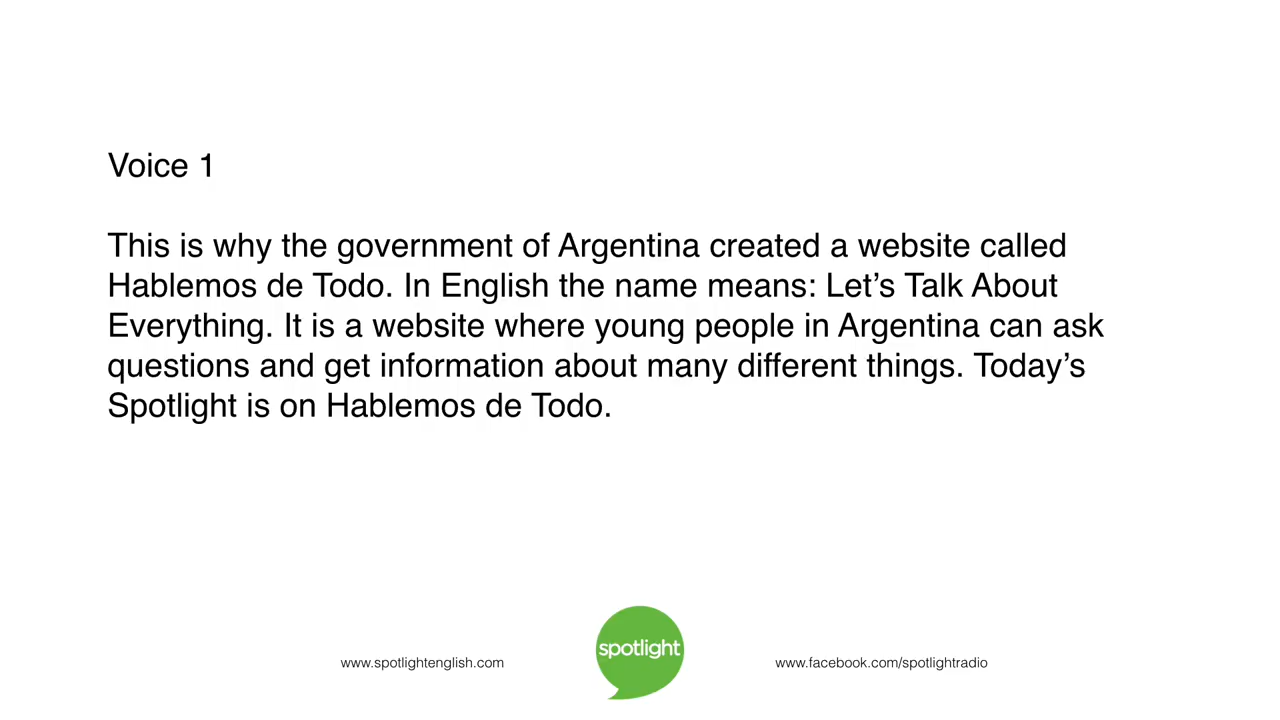 Voice 1
This is why the government of Argentina created a website called
Hablemos de Todo. In English the name means: Let’s Talk About
Everything. It is a website where young people in Argentina can ask
questions and get information about many different things. Today’s
Spotlight is on Hablemos de Todo.
spotlight
www.spotlightenglish.com
www.facebook.com/spotlightradio